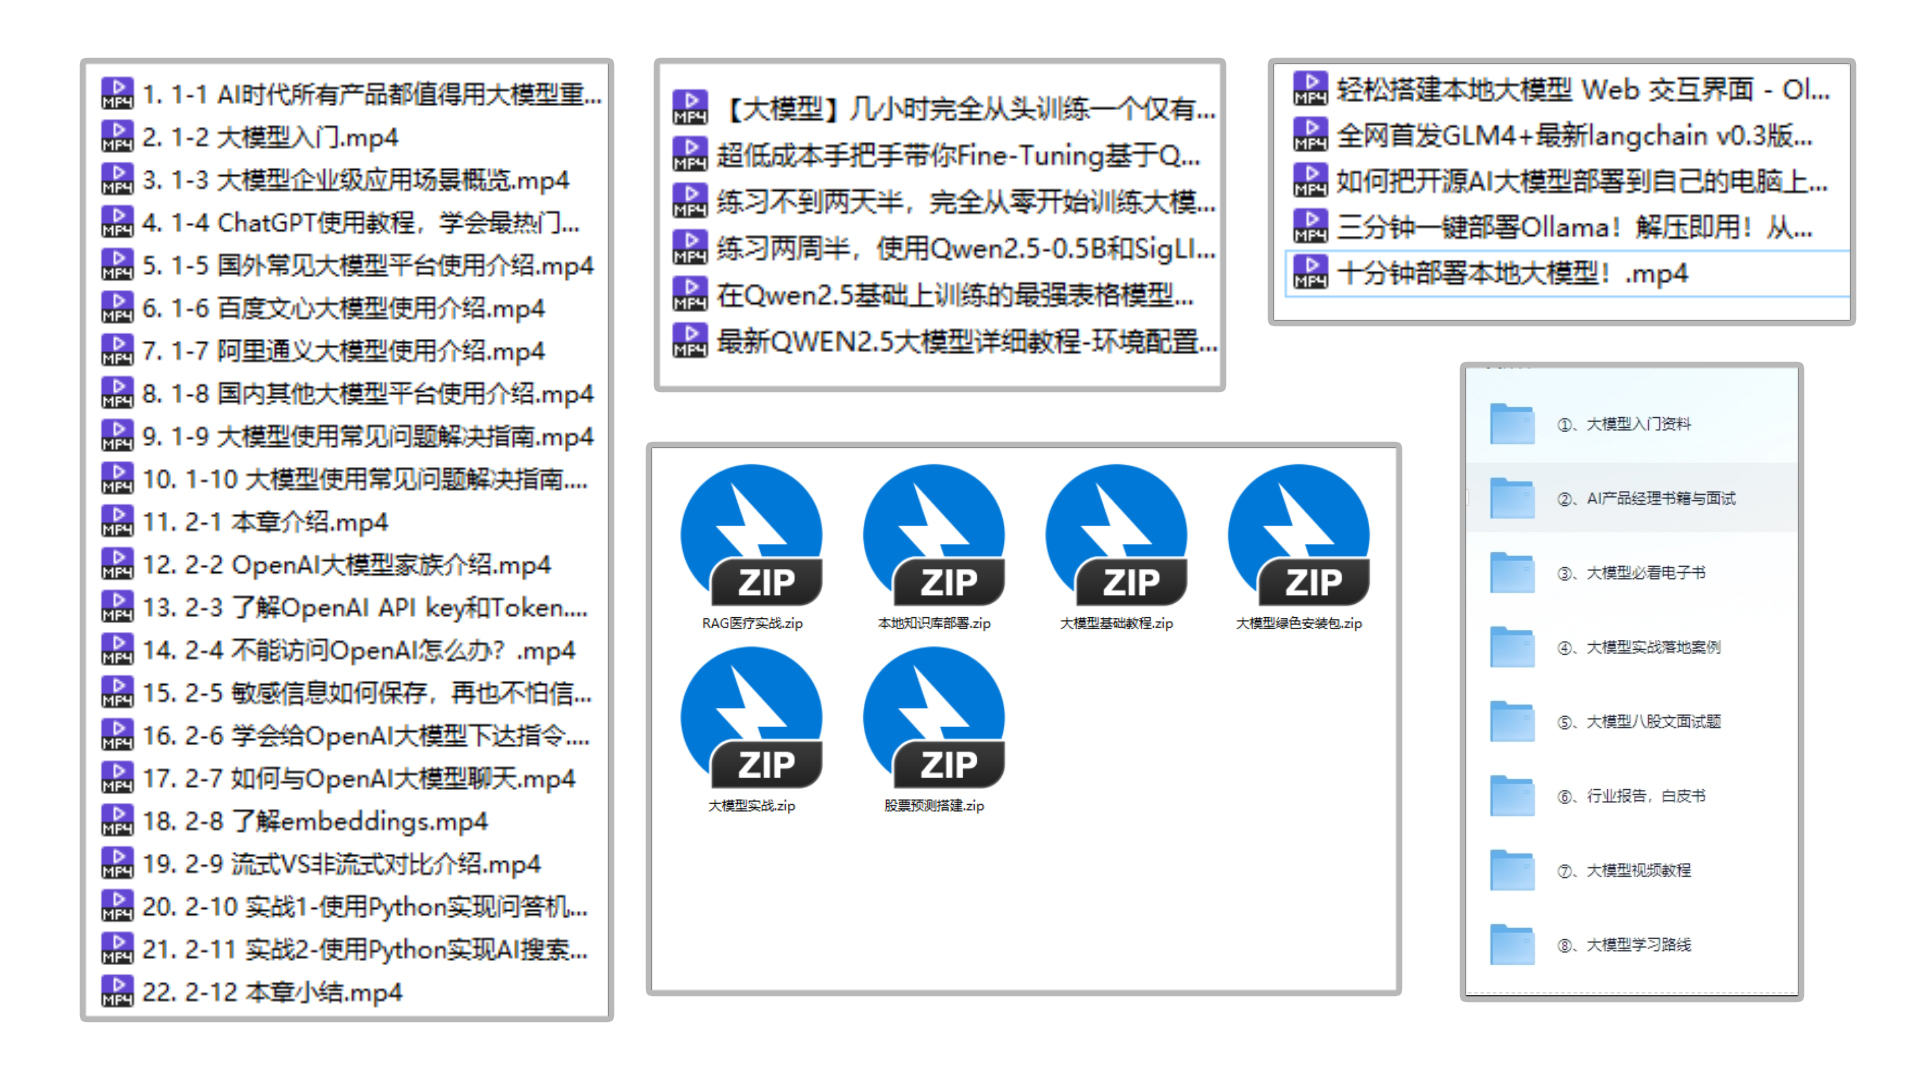 1. 1-1 AI时代所有产品都值得用大模型重...
2. 1-2 大模型入门.mp4
3. 1-3 大模型企业级应用场景概览.mp4
4. 1-4 ChatGPT使用教程，学会最热门...
5. 1-5 国外常见大模型平台使用介绍.mp4
6. 1-6 百度文心大模型使用介绍.mp4
7. 1-7 阿里通义大模型使用介绍.mp4
8. 1-8 国内其他大模型平台使用介绍.mp4
9. 1-9 大模型使用常见问题解决指南.mp4
10. 1-10 大模型使用常见问题解决指南....
11. 2-1 本章介绍.mp4
12. 2-2 OpenAI大模型家族介绍.mp4
13. 2-3 了解OpenAI API key和Token....
14. 2-4 不能访问OpenAI怎么办？.mp4
15. 2-5 敏感信息如何保存，再也不怕信...
16. 2-6 学会给OpenAI大模型下达指令....
17. 2-7 如何与OpenAI大模型聊天.mp4
18. 2-8 了解embeddings.mp4
19. 2-9 流式VS非流式对比介绍.mp4
20. 2-10 实战1-使用Python实现问答机...
21. 2-11 实战2-使用Python实现AI搜索...
22. 2-12 本章小结.mp4
【大模型】几小时完全从头训练一个仅有...
超低成本手把手带你Fine-Tuning基于Q...
练习不到两天半，完全从零开始训练大模...
练习两周半，使用Qwen2.5-0.5B和SigLI...
在Qwen2.5基础上训练的最强表格模型...
最新QWEN2.5大模型详细教程-环境配置...
轻松搭建本地大模型 Web 交互界面 - Ol...
全网首发GLM4+最新langchain v0.3版...
如何把开源AI大模型部署到自己的电脑上...
三分钟一键部署Ollama！解压即用！从...
十分钟部署本地大模型！.mp4
ZIP ZIP ZIP ZIP
RAG医疗实战.zip 本地知识库部署.zip 大模型基础教程.zip 大模型绿色安装包.zip
ZIP ZIP
大模型实战.zip 股票预测搭建.zip
①、大模型入门资料
②、AI产品经理书籍与面试
③、大模型必看电子书
④、大模型实战落地案例
⑤、大模型八股文面试题
⑥、行业报告，白皮书
⑦、大模型视频教程
⑧、大模型学习路线